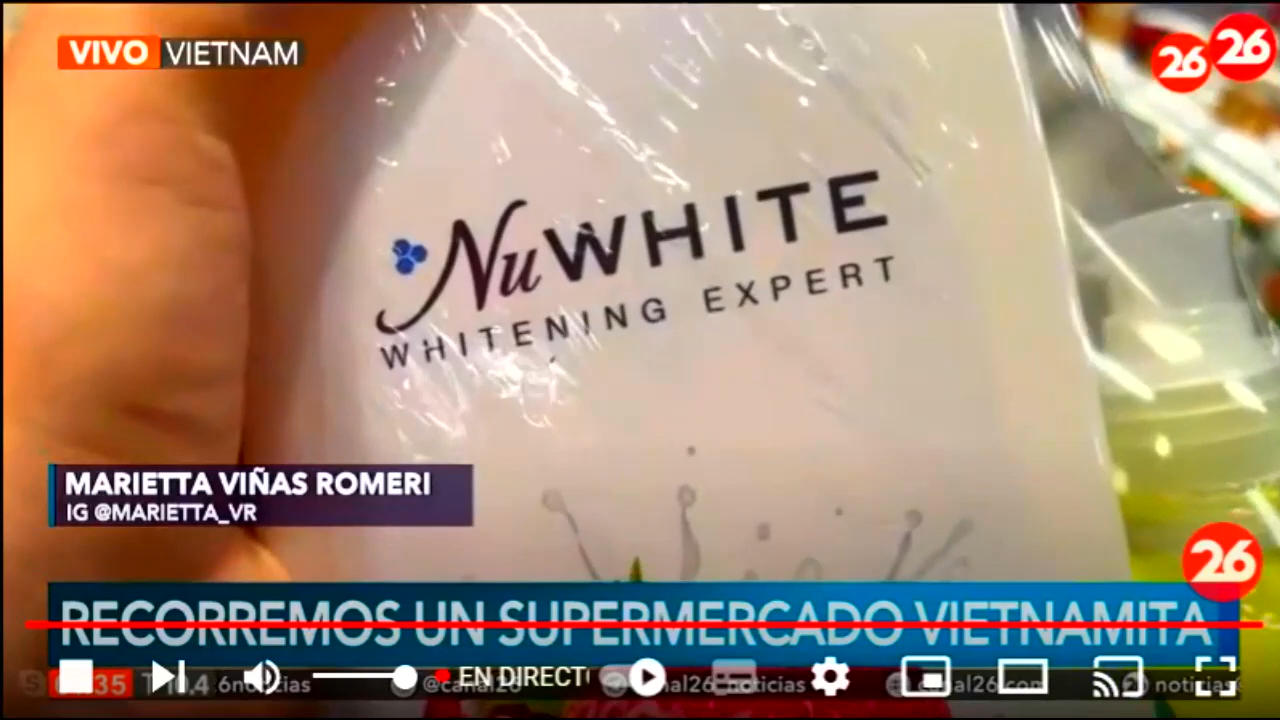 VIVO VIETNAM
26 26
NuWHITE
WHITENING EXPERT
MARIETTA VIÑAS ROMERI
IG @MARIETTA_VR
26
RECORREMOS UN SUPERMERCADO VIETNAMITA
EN DIRECTO